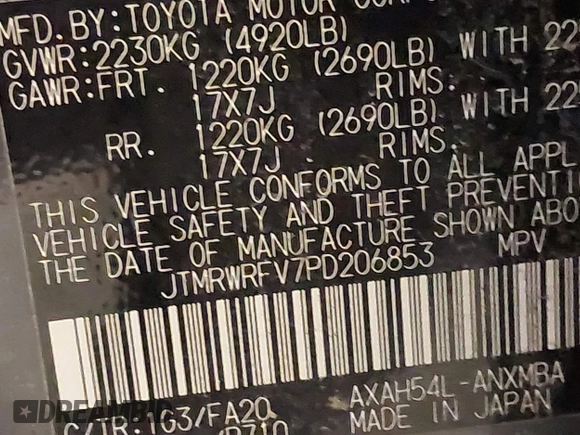 MFD. BY: TOYOTA MOTOR
GVWR: 2230KG (4920LB)
GAWR: FRT. 1220KG (2690LB) WITH 22
17X7J RIMS.
RR. 1220KG (2690LB) WITH 22
17X7J RIMS.
THIS VEHICLE CONFORMS TO ALL APPL
VEHICLE SAFETY AND THEFT PREVENTI
THE DATE OF MANUFACTURE SHOWN ABO
JTMRWRFV7PD206853 MPV
C/TR: 1G3/FA20 AXAH54L-ANXMBA
MADE IN JAPAN
DREAMBID